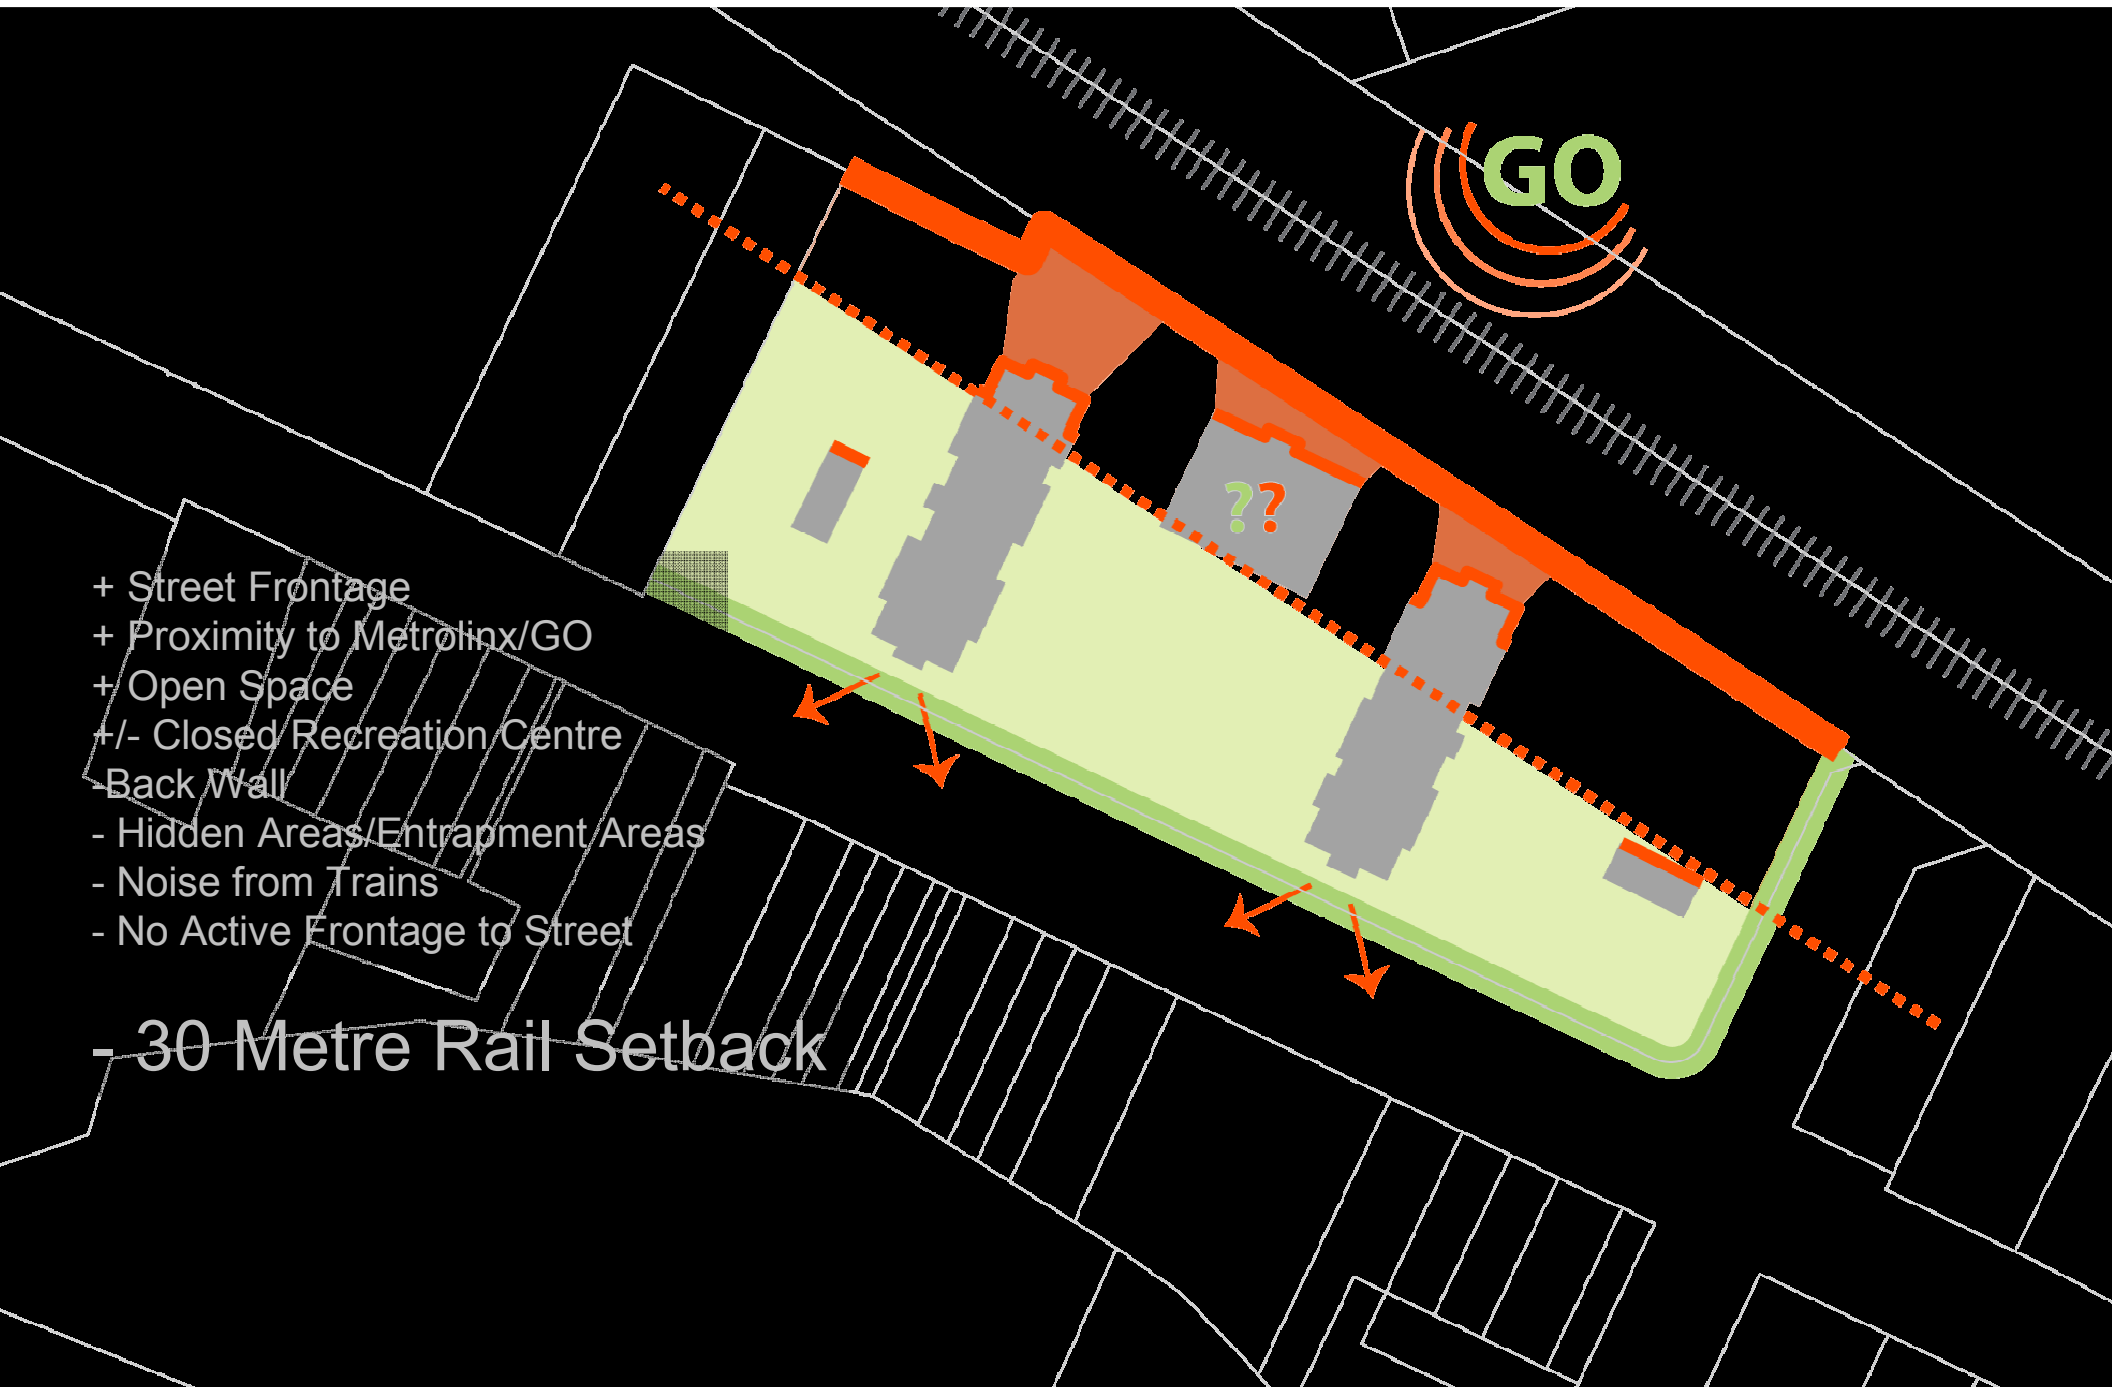 GO
??
+ Street Frontage
+ Proximity to Metrolinx/GO
+ Open Space
+/- Closed Recreation Centre
-Back Wall
- Hidden Areas/Entrapment Areas
- Noise from Trains
- No Active Frontage to Street
- 30 Metre Rail Setback